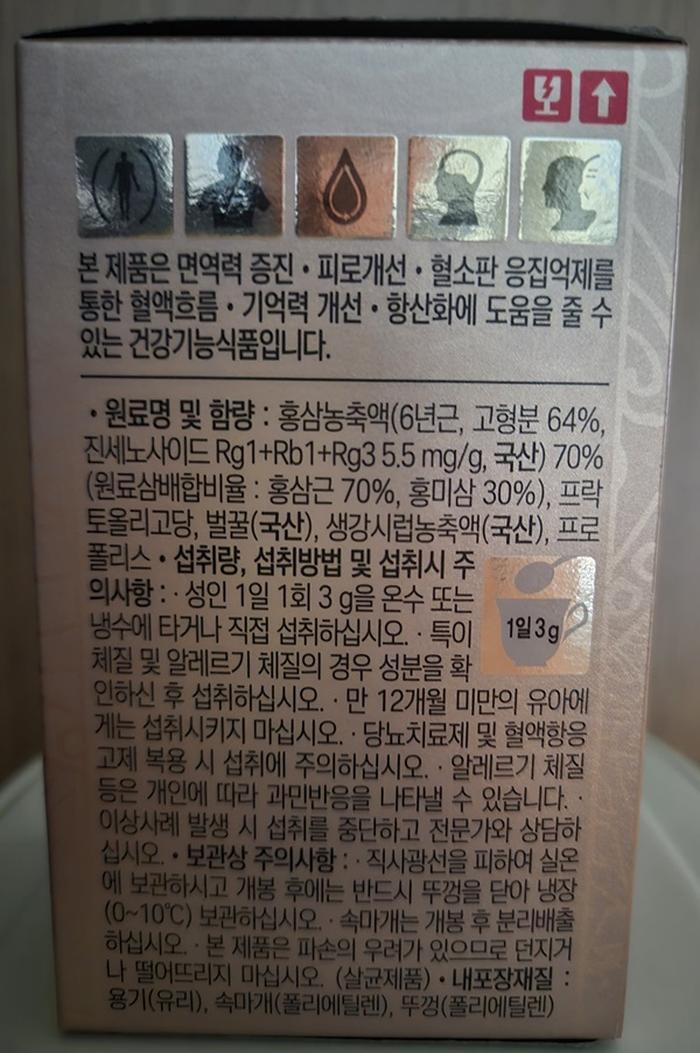 본 제품은 면역력 증진 • 피로개선 • 혈소판 응집억제를
통한 혈액흐름 • 기억력 개선 • 항산화에 도움을 줄 수
있는 건강기능식품입니다.
• 원료명 및 함량 : 홍삼농축액(6년근, 고형분 64%,
진세노사이드 Rg1+Rb1+Rg3 5.5 mg/g, 국산) 70%
(원료삼배합비율 : 홍삼근 70%, 홍미삼 30%), 프락
토올리고당, 벌꿀(국산), 생강시럽농축액(국산), 프로
폴리스 • 섭취량, 섭취방법 및 섭취시 주
의사항 : · 성인 1일 1회 3 g을 온수 또는
냉수에 타거나 직접 섭취하십시오. · 특이
체질 및 알레르기 체질의 경우 성분을 확
1일 3g
인하신 후 섭취하십시오. · 만 12개월 미만의 유아에
게는 섭취시키지 마십시오. · 당뇨치료제 및 혈액항응
고제 복용 시 섭취에 주의하십시오. · 알레르기 체질
등은 개인에 따라 과민반응을 나타낼 수 있습니다. ·
이상사례 발생 시 섭취를 중단하고 전문가와 상담하
십시오. • 보관상 주의사항 : · 직사광선을 피하여 실온
에 보관하시고 개봉 후에는 반드시 뚜껑을 닫아 냉장
(0~10℃) 보관하십시오. · 속마개는 개봉 후 분리배출
하십시오. · 본 제품은 파손의 우려가 있으므로 던지거
나 떨어뜨리지 마십시오. (살균제품) • 내포장재질 :
용기(유리), 속마개(폴리에틸렌), 뚜껑(폴리에틸렌)